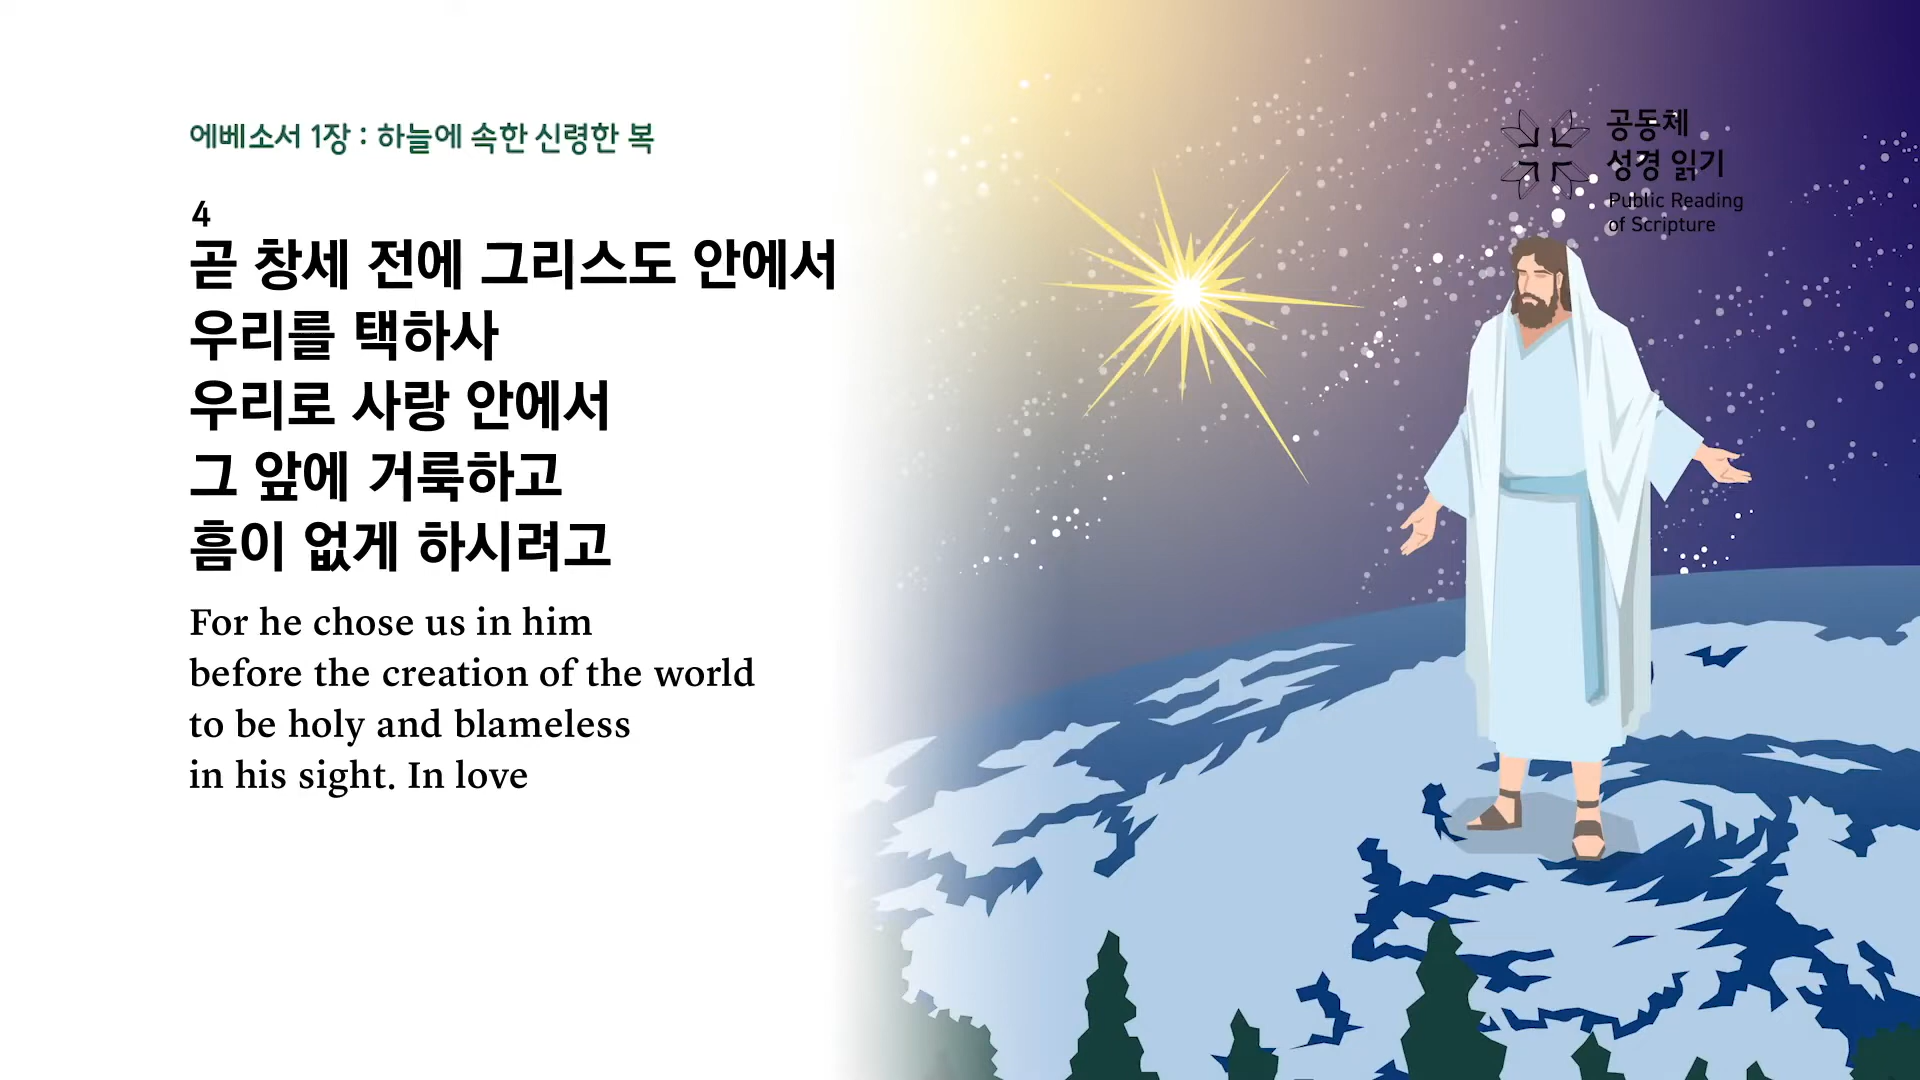 에베소서 1장 : 하늘에 속한 신령한 복
4
곧 창세 전에 그리스도 안에서
우리를 택하사
우리로 사랑 안에서
그 앞에 거룩하고
흠이 없게 하시려고
For he chose us in him
before the creation of the world
to be holy and blameless
in his sight. In love
공동체
성경 읽기
Public Reading
of Scripture